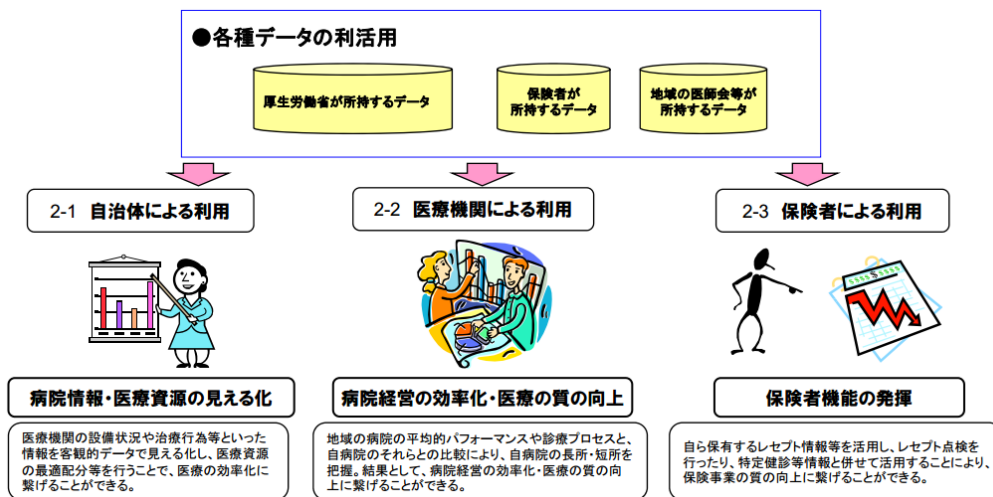 ●各種データの利活用
厚生労働省が所持するデータ
保険者が
所持するデータ
地域の医師会等が
所持するデータ
2-1 自治体による利用
2-2 医療機関による利用
2-3 保険者による利用
病院情報・医療資源の見える化
病院経営の効率化・医療の質の向上
保険者機能の発揮
医療機関の設備状況や治療行為等といった
情報を客観的データで見える化し、医療資源
の最適配分等を行うことで、医療の効率化に
繋げることができる。
地域の病院の平均的パフォーマンスや診療プロセスと、
自病院のそれらとの比較により、自病院の長所・短所を
把握。結果として、病院経営の効率化・医療の質の向
上に繋げることができる。
自ら保有するレセプト情報等を活用し、レセプト点検を
行ったり、特定健診等情報と併せて活用することにより、
保険事業の質の向上に繋げることができる。